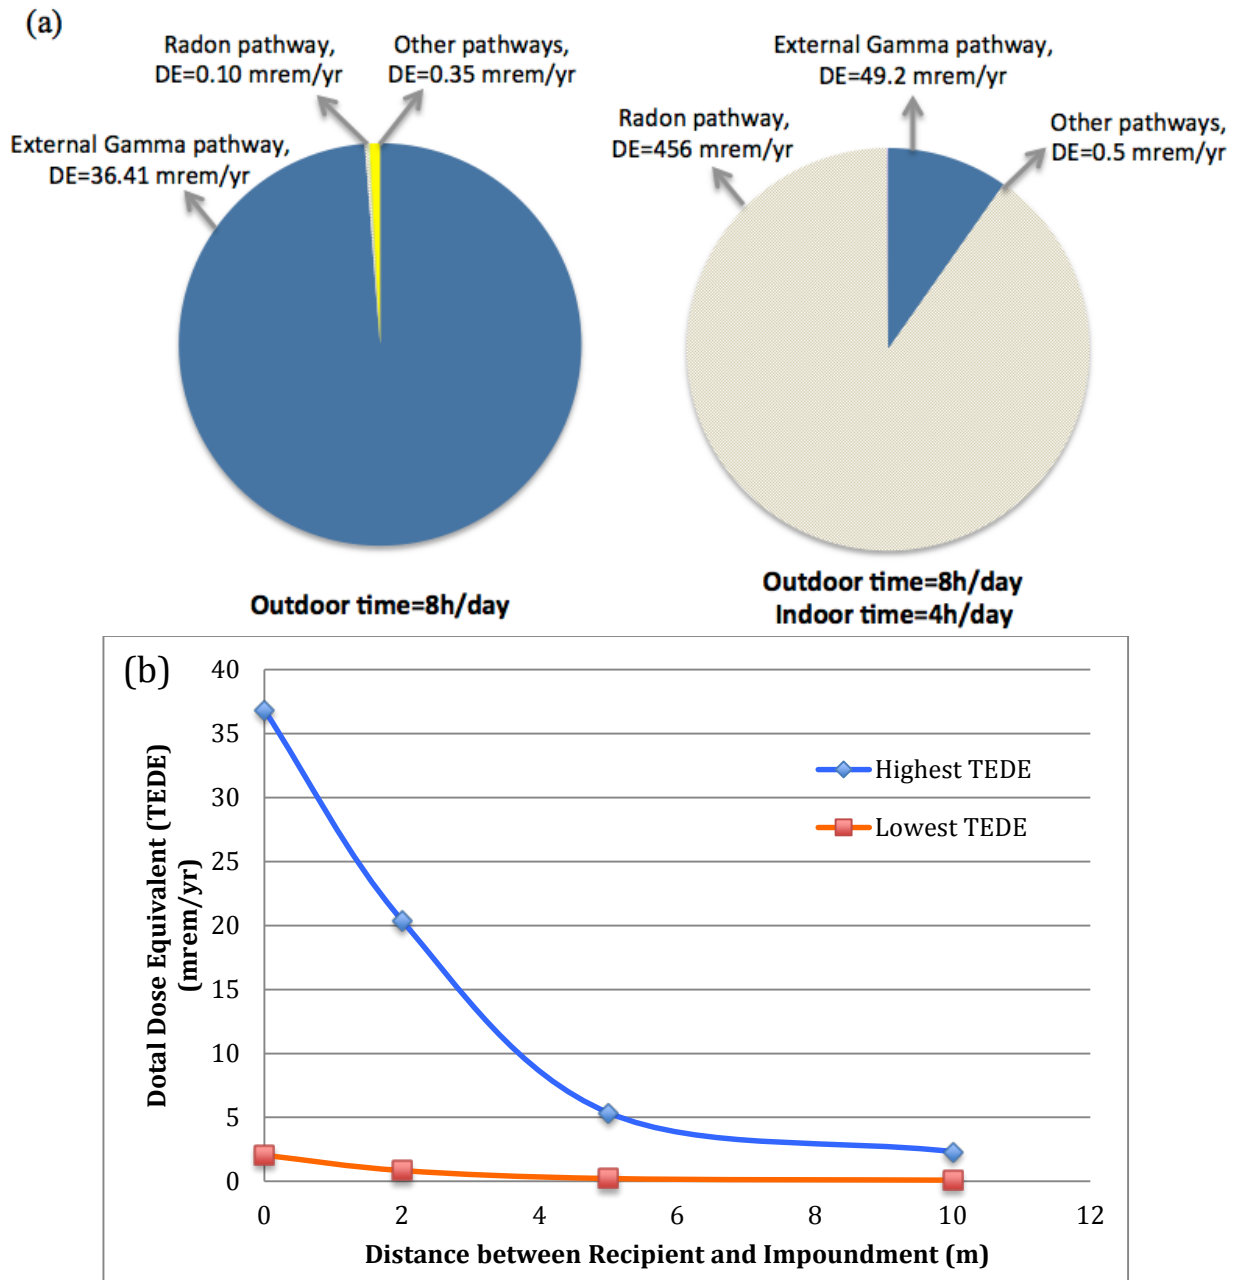 (a)
Radon pathway,
DE=0.10 mrem/yr
Other pathways,
DE=0.35 mrem/yr
External Gamma pathway,
DE=36.41 mrem/yr
Outdoor time=8h/day
External Gamma pathway,
DE=49.2 mrem/yr
Radon pathway,
DE=456 mrem/yr
Other pathways,
DE=0.5 mrem/yr
Outdoor time=8h/day
Indoor time=4h/day
(b)
Dotal Dose Equivalent (TEDE)
(mrem/yr)
40
35
30
25
20
15
10
5
0
Highest TEDE
Lowest TEDE
0 2 4 6 8 10 12
Distance between Recipient and Impoundment (m)